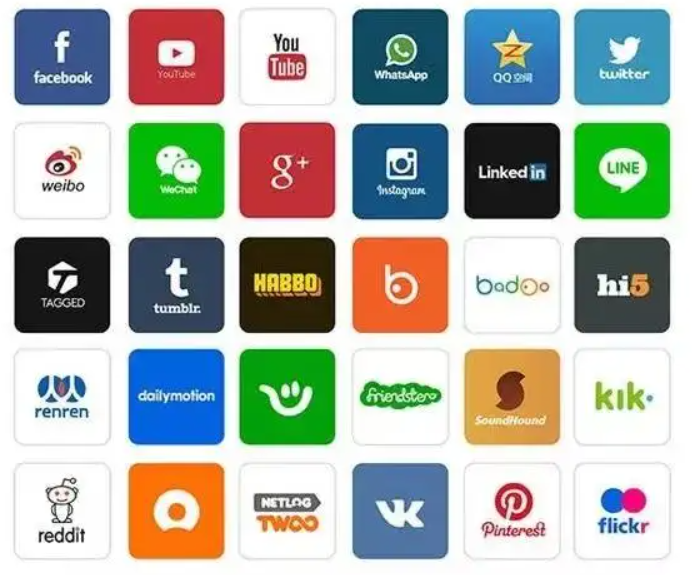 facebook
YouTube
You
Tube
WhatsApp
QQ空间
twitter
weibo
WeChat
g+
Instagram
Linked in
LINE
TAGGED
t
tumblr.
HABBO
b
badoo
hi5
renren
dailymotion
friendster
SoundHound
kik
reddit
NETLOG
TWOO
VK
Pinterest
flickr